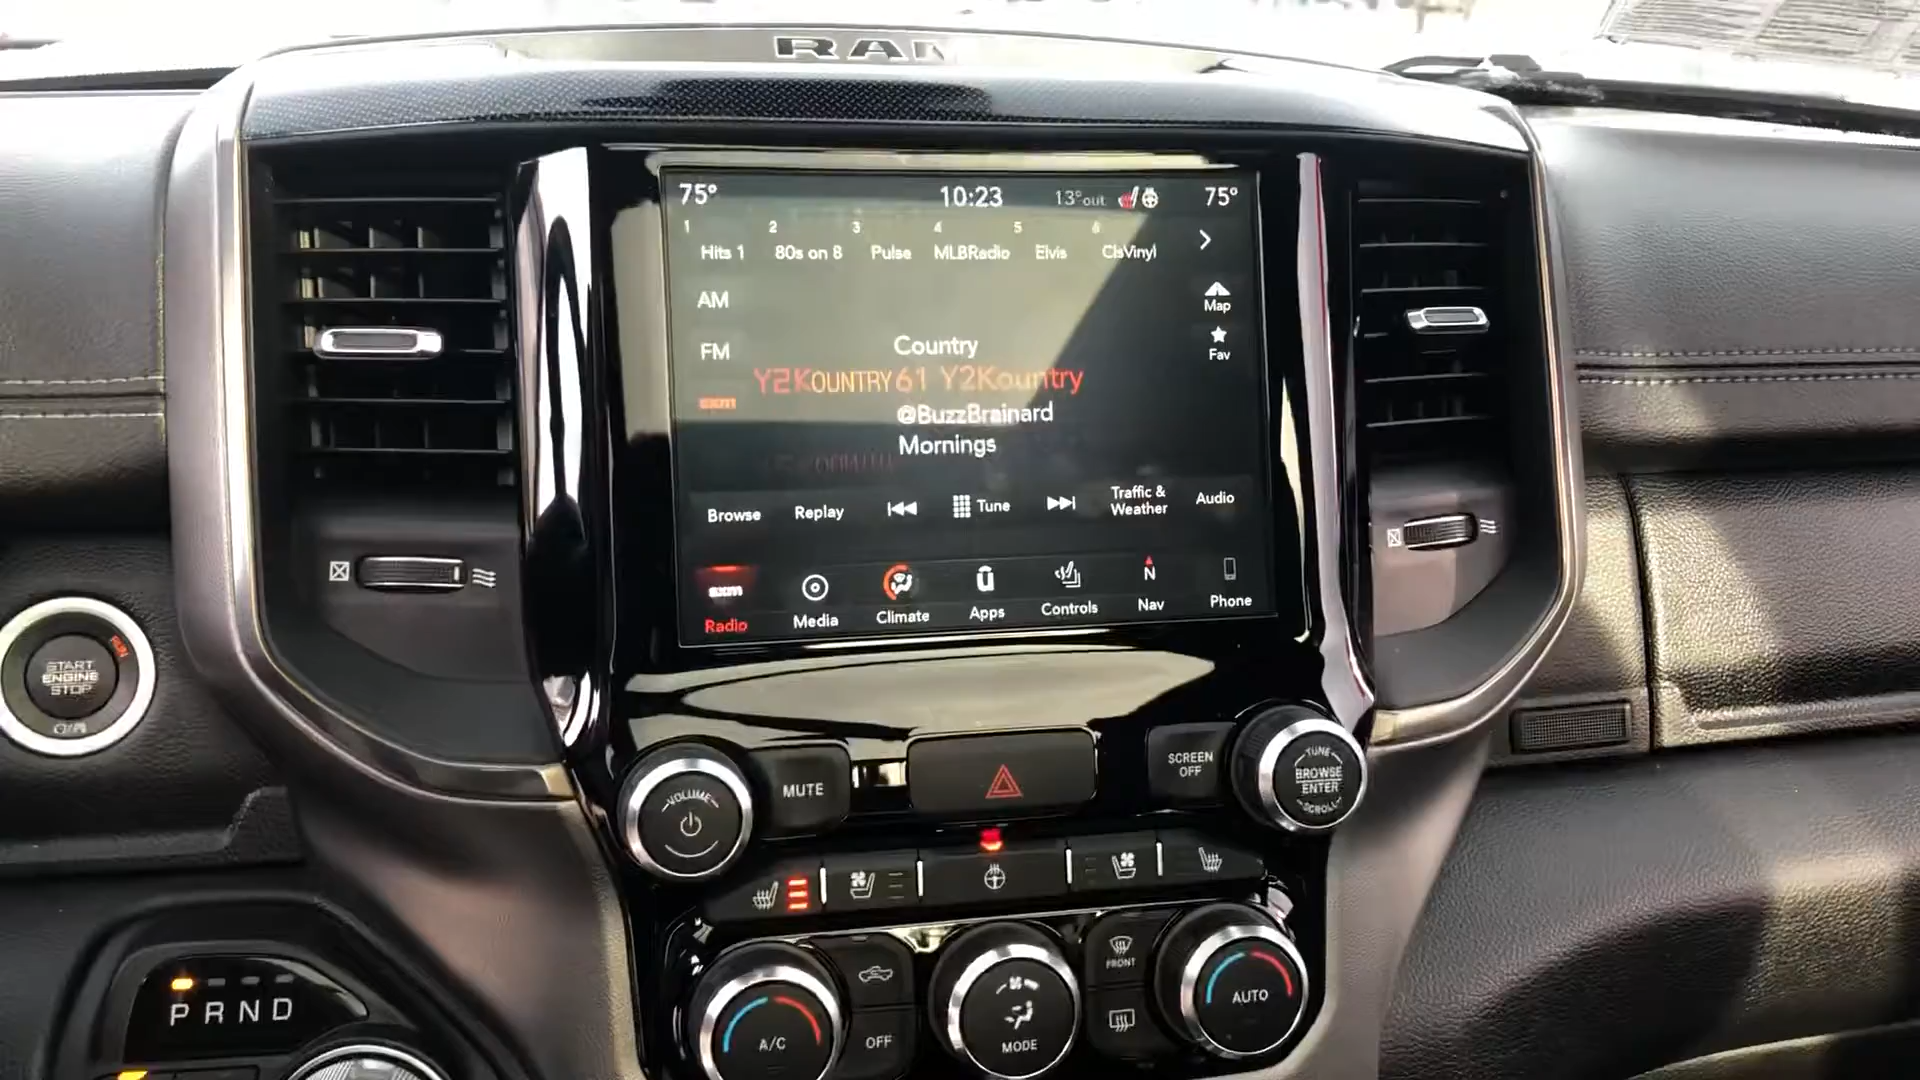 RAM
75° 10:23 13°out 75°
1 2 3 4 5 6
Hits 1 80s on 8 Pulse MLBRadio Elvis ClsVinyl
AM
Map
FM
Fav
Country
Y2KOUNTRY 61 Y2Kountry
sxm
@BuzzBrainard
Mornings
Browse Replay Tune Traffic & Weather Audio
sxm
N
Radio Media Climate Apps Controls Nav Phone
START
ENGINE
STOP
RUN
VOLUME
MUTE
SCREEN
OFF
TUNE
BROWSE
ENTER
SCROLL
FRONT
P R N D
A/C
OFF
MODE
AUTO